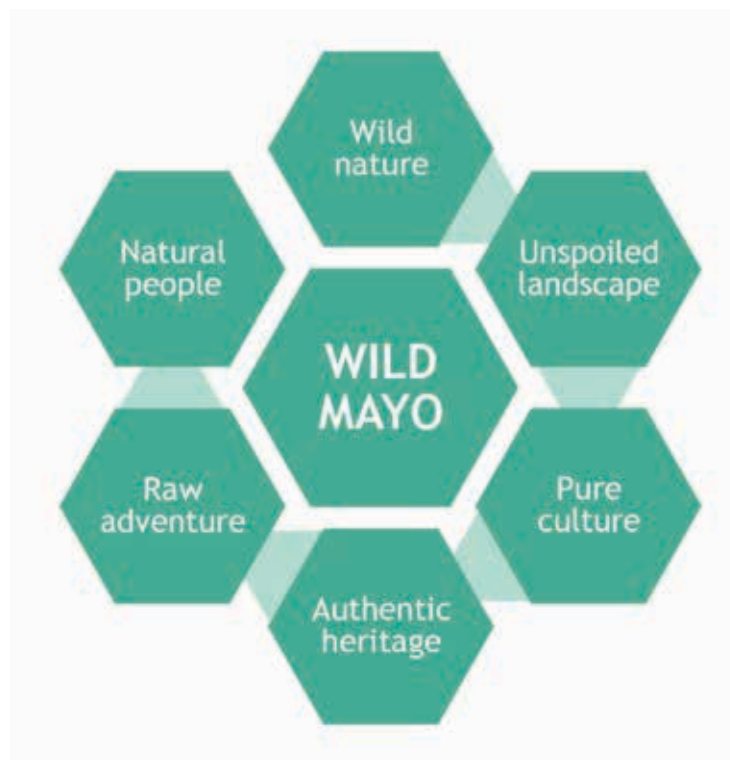 Wild
nature
Unspoiled
landscape
Pure
culture
Authentic
heritage
Raw
adventure
Natural
people
WILD
MAYO